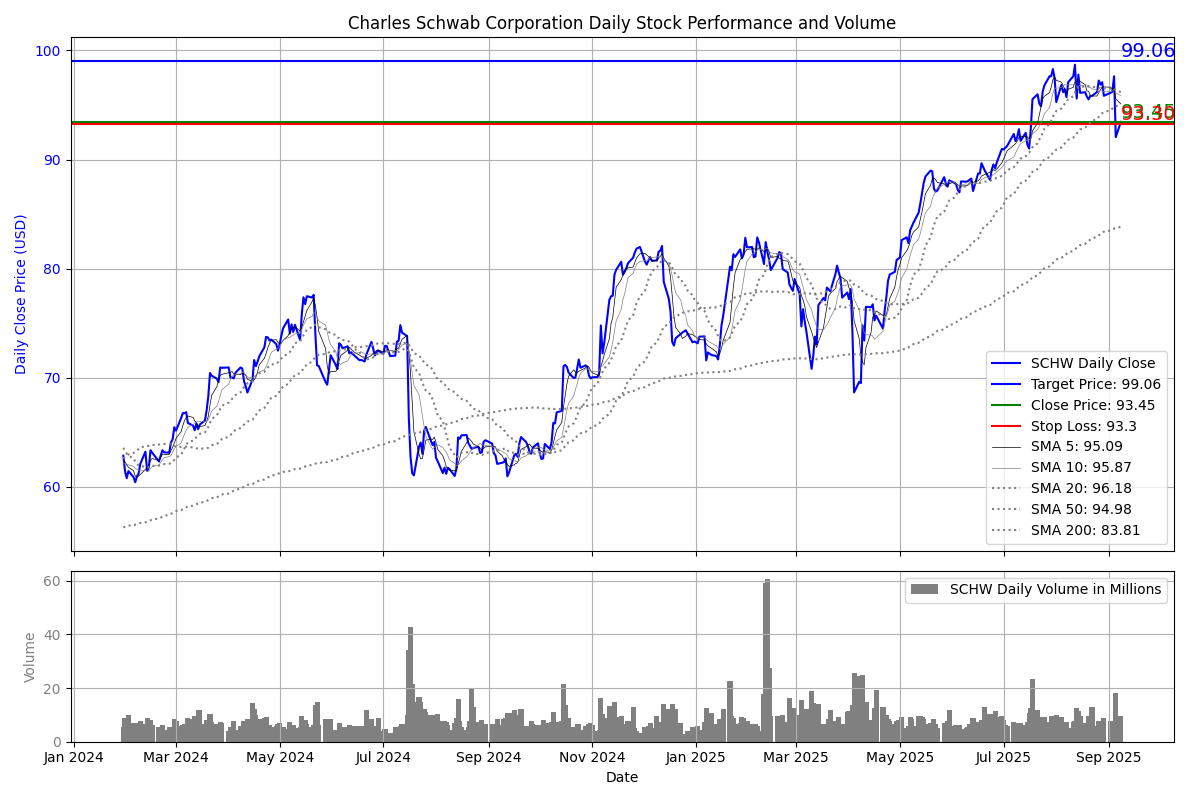 Charles Schwab Corporation Daily Stock Performance and Volume
Daily Close Price (USD)
100
90
80
70
60
99.06
93.45
93.30
SCHW Daily Close
Target Price: 99.06
Close Price: 93.45
Stop Loss: 93.3
SMA 5: 95.09
SMA 10: 95.87
SMA 20: 96.18
SMA 50: 94.98
SMA 200: 83.81
Volume
60
40
20
0
SCHW Daily Volume in Millions
Jan 2024 Mar 2024 May 2024 Jul 2024 Sep 2024 Nov 2024 Jan 2025 Mar 2025 May 2025 Jul 2025 Sep 2025
Date